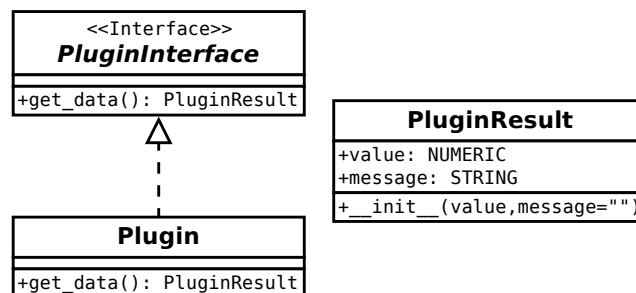 <<Interface>>
PluginInterface
+get_data(): PluginResult
PluginResult
+value: NUMERIC
+message: STRING
+__init__(value,message="")
Plugin
+get_data(): PluginResult